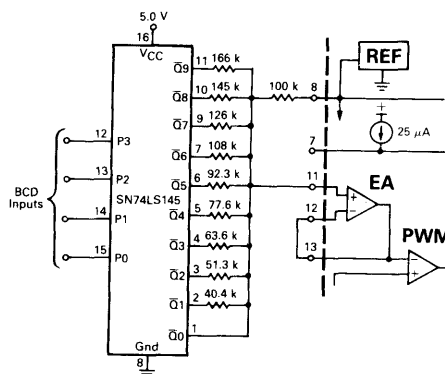 5.0 V
16
VCC
Q̅9 11 166 k
Q̅8 10 145 k
100 k 8
REF
Q̅7 9 126 k
Q̅6 7 108 k
7
25 μA
BCD
Inputs
12 P3
13 P2
14 P1
15 P0
SN74LS145
Q̅5 6 92.3 k
11
EA
Q̅4 5 77.6 k
12
Q̅3 4 63.6 k
13
PWM
Q̅2 3 51.3 k
Q̅1 2 40.4 k
Q̅0 1
Gnd
8
+
+
−
−
+